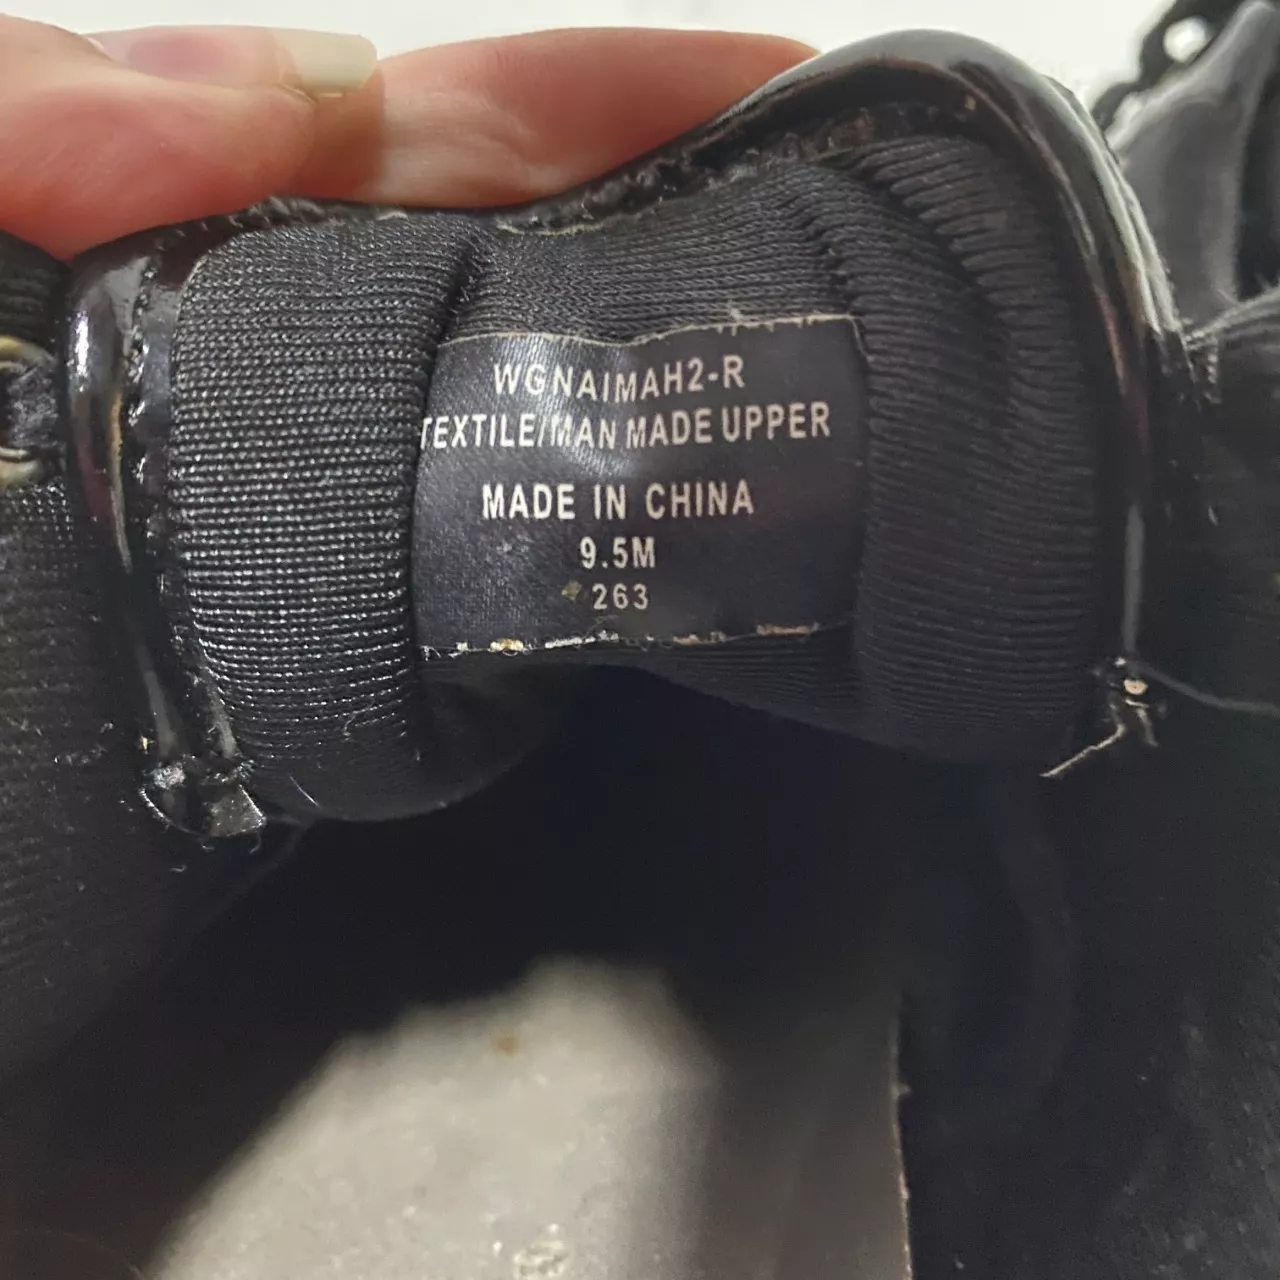 WGNAIMAH2-R
TEXTILE/MAN MADE UPPER
MADE IN CHINA
9.5M
263